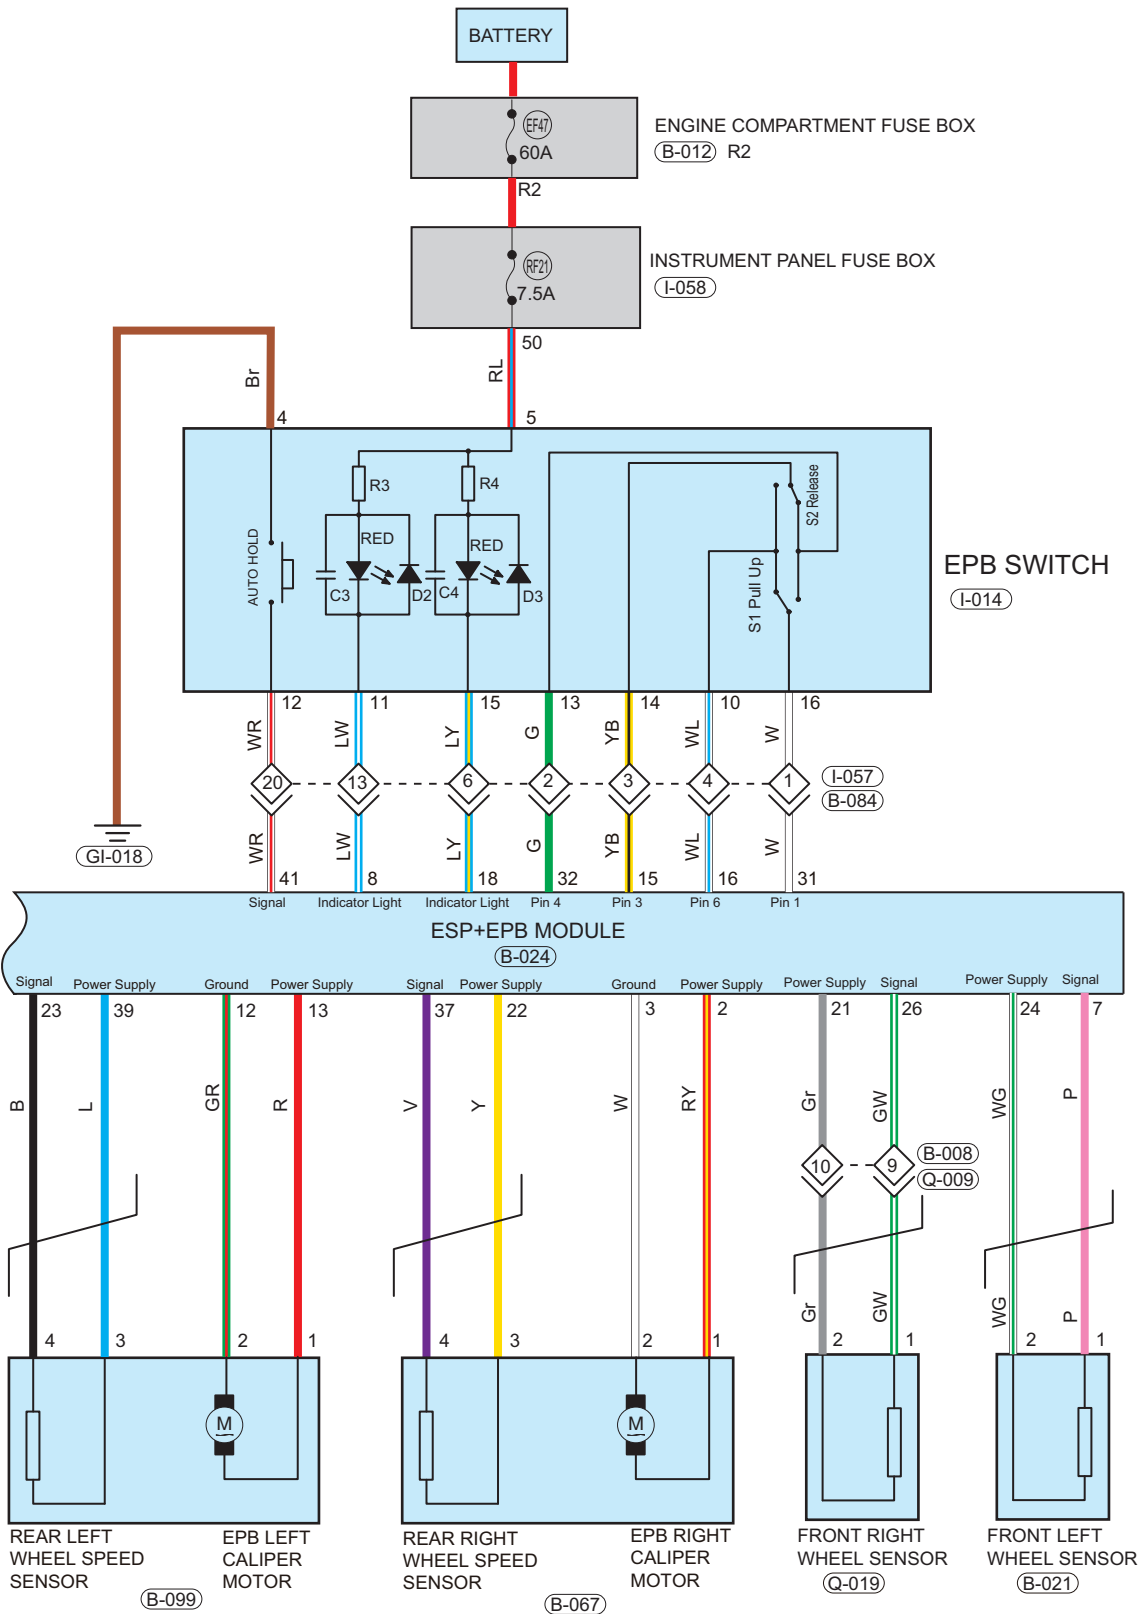 BATTERY
EF47
60A
ENGINE COMPARTMENT FUSE BOX
B-012 R2
R2
RF21
7.5A
INSTRUMENT PANEL FUSE BOX
I-058
50
Br
RL
4
5
R3
R4
S2 Release
AUTO HOLD
RED
RED
C3
D2
C4
D3
S1 Pull Up
EPB SWITCH
I-014
12
11
15
13
14
10
16
WR
LW
LY
G
YB
WL
W
20
13
6
2
3
4
1
I-057
B-084
GI-018
WR
LW
LY
G
YB
WL
W
41
8
18
32
15
16
31
Signal
Indicator Light
Indicator Light
Pin 4
Pin 3
Pin 6
Pin 1
ESP+EPB MODULE
B-024
Signal
Power Supply
Ground
Power Supply
Signal
Power Supply
Ground
Power Supply
Power Supply
Signal
Power Supply
Signal
23
39
12
13
37
22
3
2
21
26
24
7
B
L
GR
R
V
Y
W
RY
Gr
GW
WG
P
10
9
B-008
Q-009
Gr
GW
WG
P
4
3
2
1
4
3
2
1
2
1
2
1
M
M
REAR LEFT
WHEEL SPEED
SENSOR
EPB LEFT
CALIPER
MOTOR
B-099
REAR RIGHT
WHEEL SPEED
SENSOR
EPB RIGHT
CALIPER
MOTOR
B-067
FRONT RIGHT
WHEEL SENSOR
Q-019
FRONT LEFT
WHEEL SENSOR
B-021